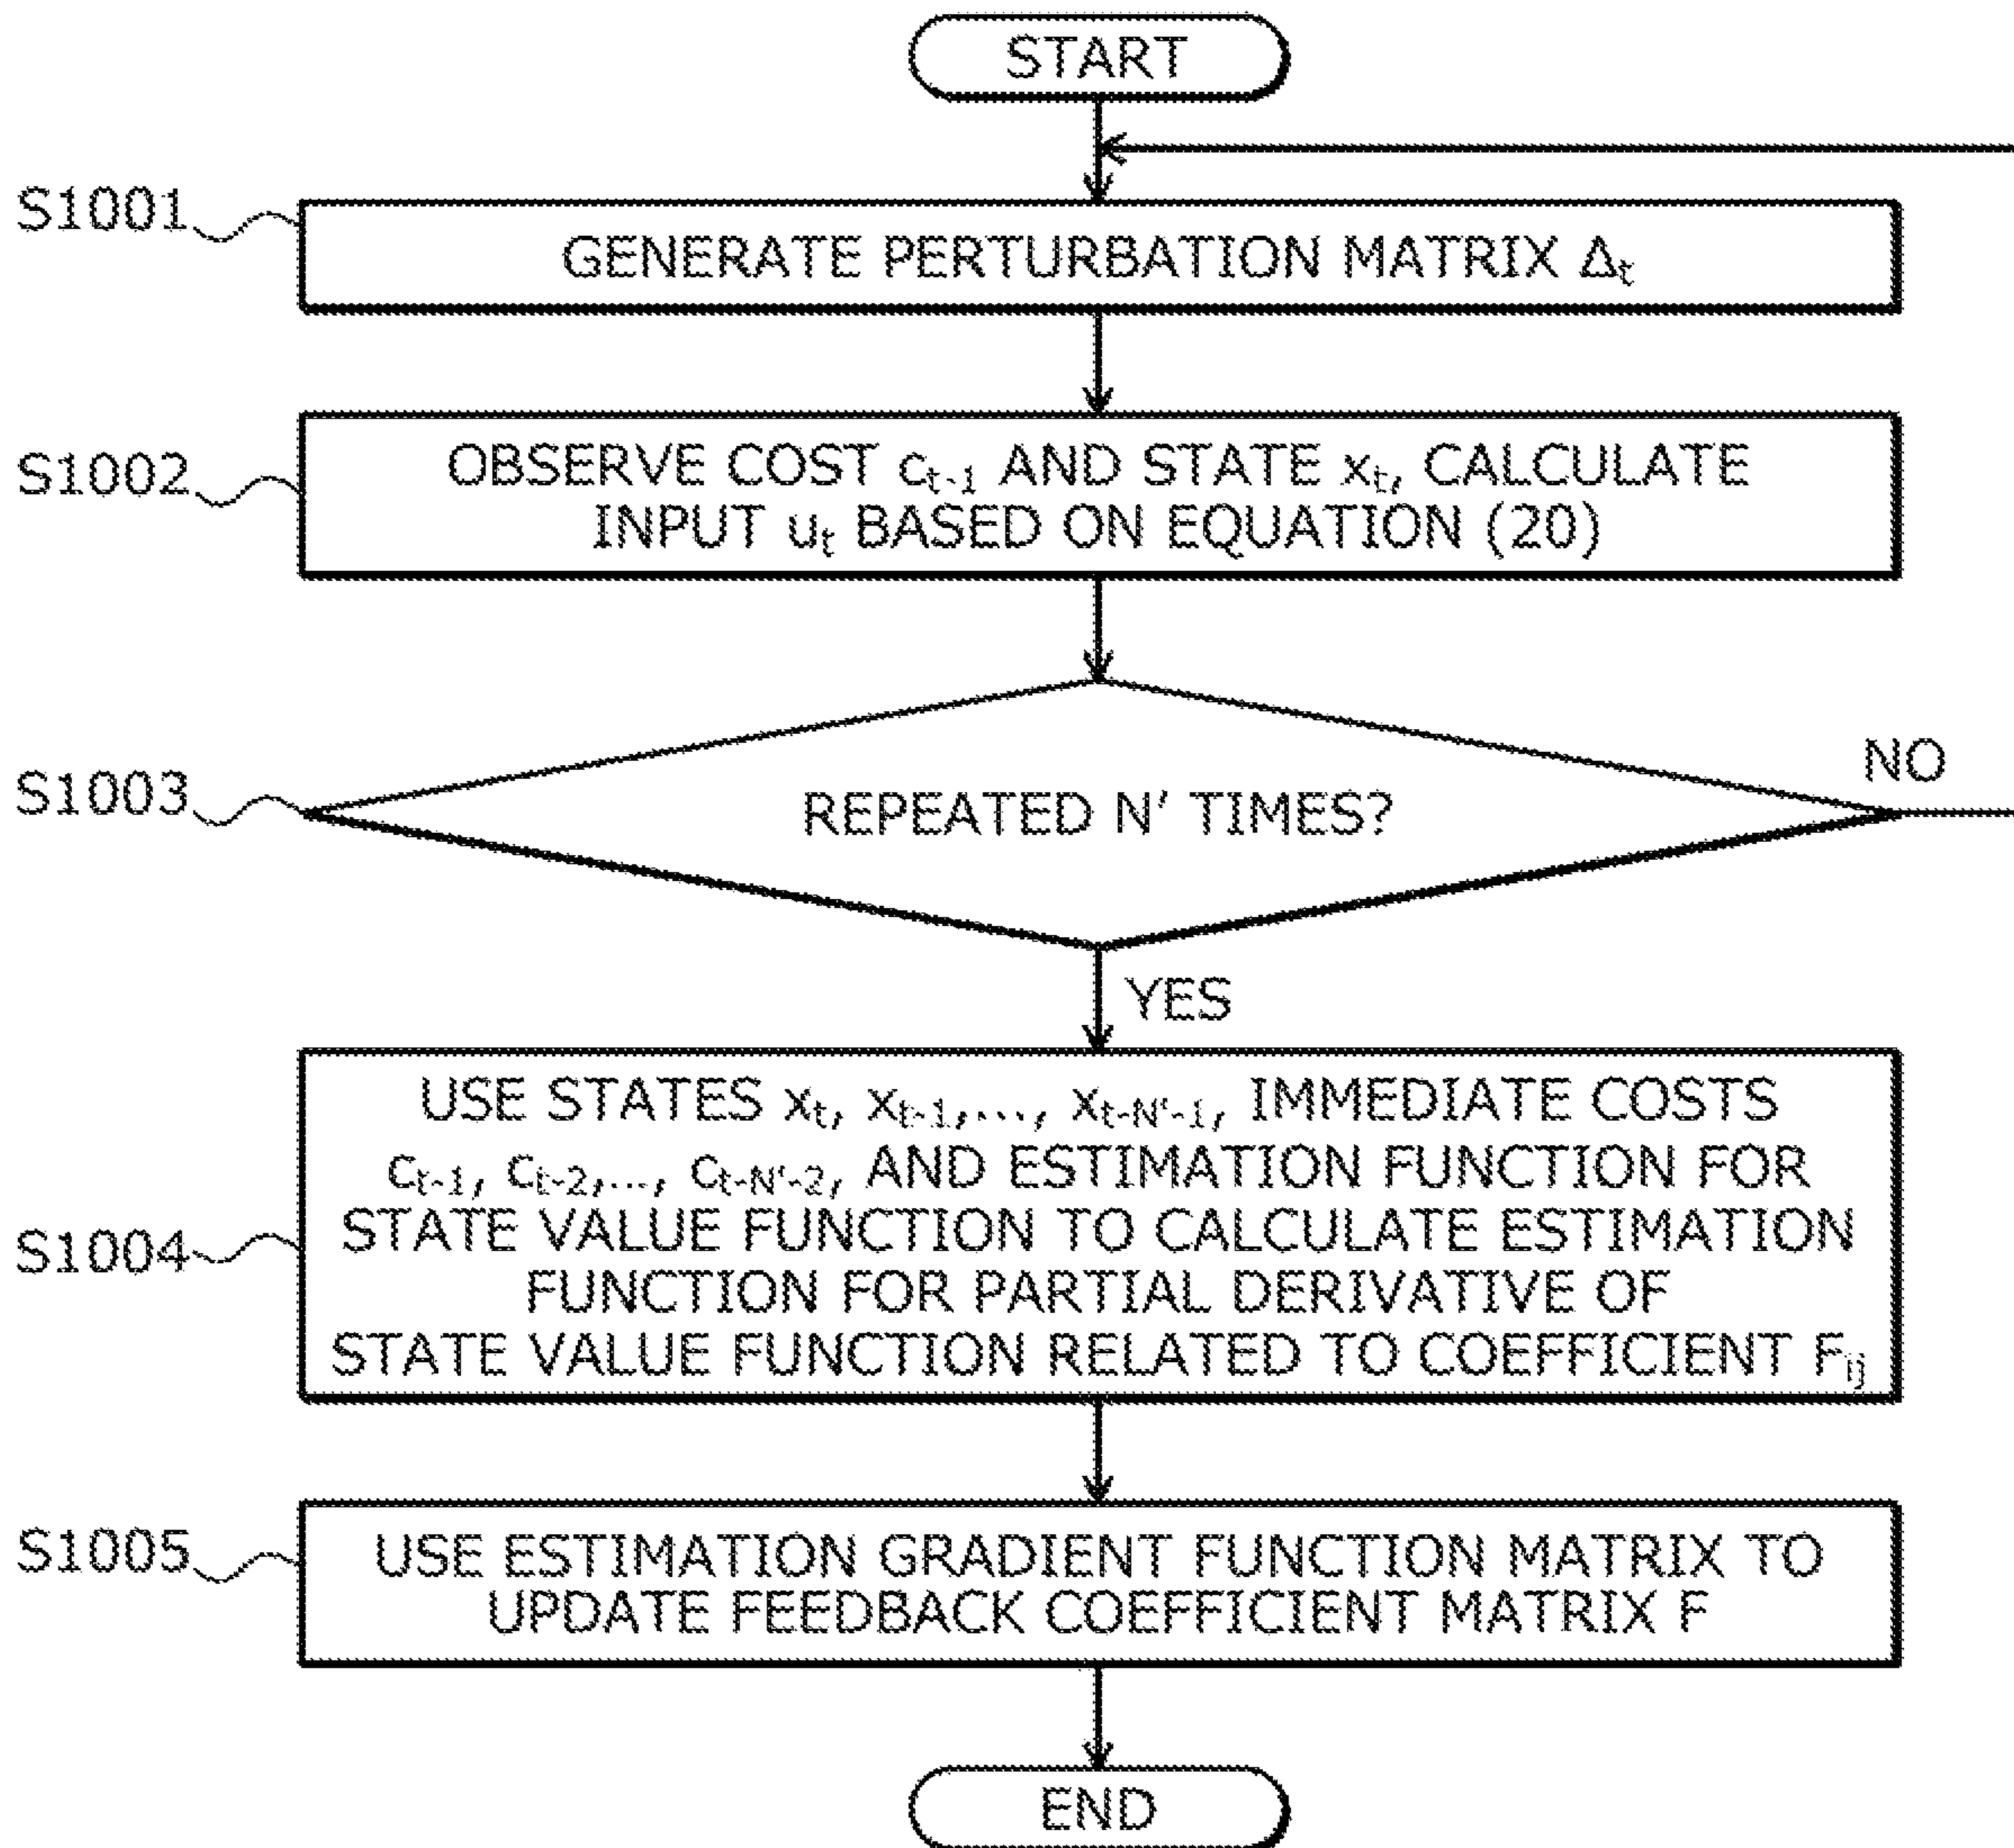 START
S1001
GENERATE PERTURBATION MATRIX Δt
S1002
OBSERVE COST ct-1 AND STATE xt, CALCULATE
INPUT ut BASED ON EQUATION (20)
S1003
REPEATED N' TIMES?
NO
YES
S1004
USE STATES xt, xt-1,..., xt-N'-1, IMMEDIATE COSTS
ct-1, ct-2,..., ct-N'-2, AND ESTIMATION FUNCTION FOR
STATE VALUE FUNCTION TO CALCULATE ESTIMATION
FUNCTION FOR PARTIAL DERIVATIVE OF
STATE VALUE FUNCTION RELATED TO COEFFICIENT Fij
S1005
USE ESTIMATION GRADIENT FUNCTION MATRIX TO
UPDATE FEEDBACK COEFFICIENT MATRIX F
END